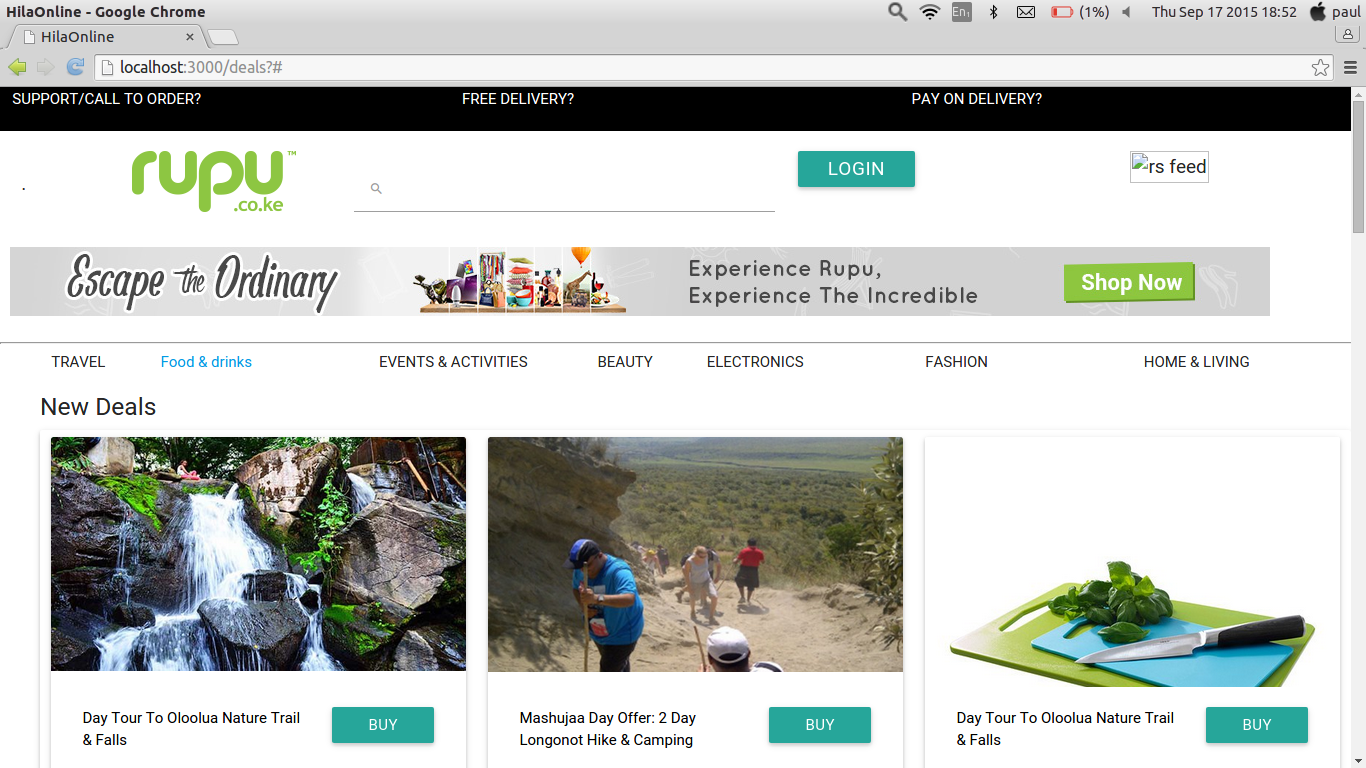 HilaOnline - Google Chrome
En1
(1%)
Thu Sep 17 2015 18:52
paul
HilaOnline
localhost:3000/deals?#
SUPPORT/CALL TO ORDER?
FREE DELIVERY?
PAY ON DELIVERY?
.
rupu™
.co.ke
LOGIN
rs feed
Escape the Ordinary
Experience Rupu,
Experience The Incredible
Shop Now
TRAVEL
Food & drinks
EVENTS & ACTIVITIES
BEAUTY
ELECTRONICS
FASHION
HOME & LIVING
New Deals
Day Tour To Oloolua Nature Trail
& Falls
BUY
Mashujaa Day Offer: 2 Day
Longonot Hike & Camping
BUY
Day Tour To Oloolua Nature Trail
& Falls
BUY